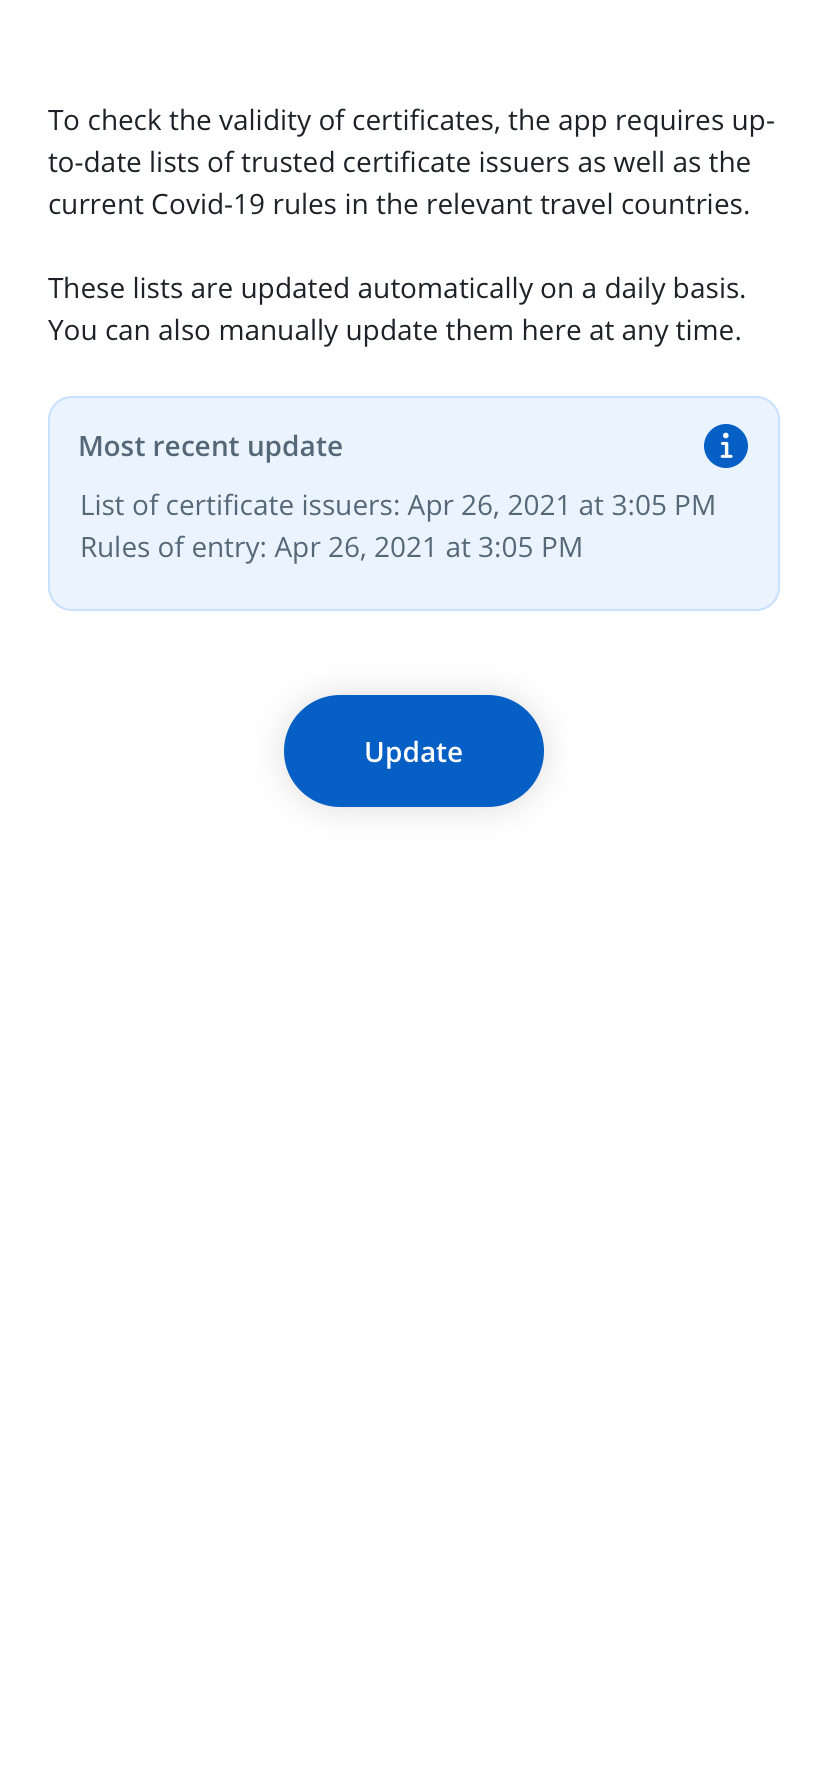 To check the validity of certificates, the app requires up-
to-date lists of trusted certificate issuers as well as the
current Covid-19 rules in the relevant travel countries.
These lists are updated automatically on a daily basis.
You can also manually update them here at any time.
Most recent update
List of certificate issuers: Apr 26, 2021 at 3:05 PM
Rules of entry: Apr 26, 2021 at 3:05 PM
Update